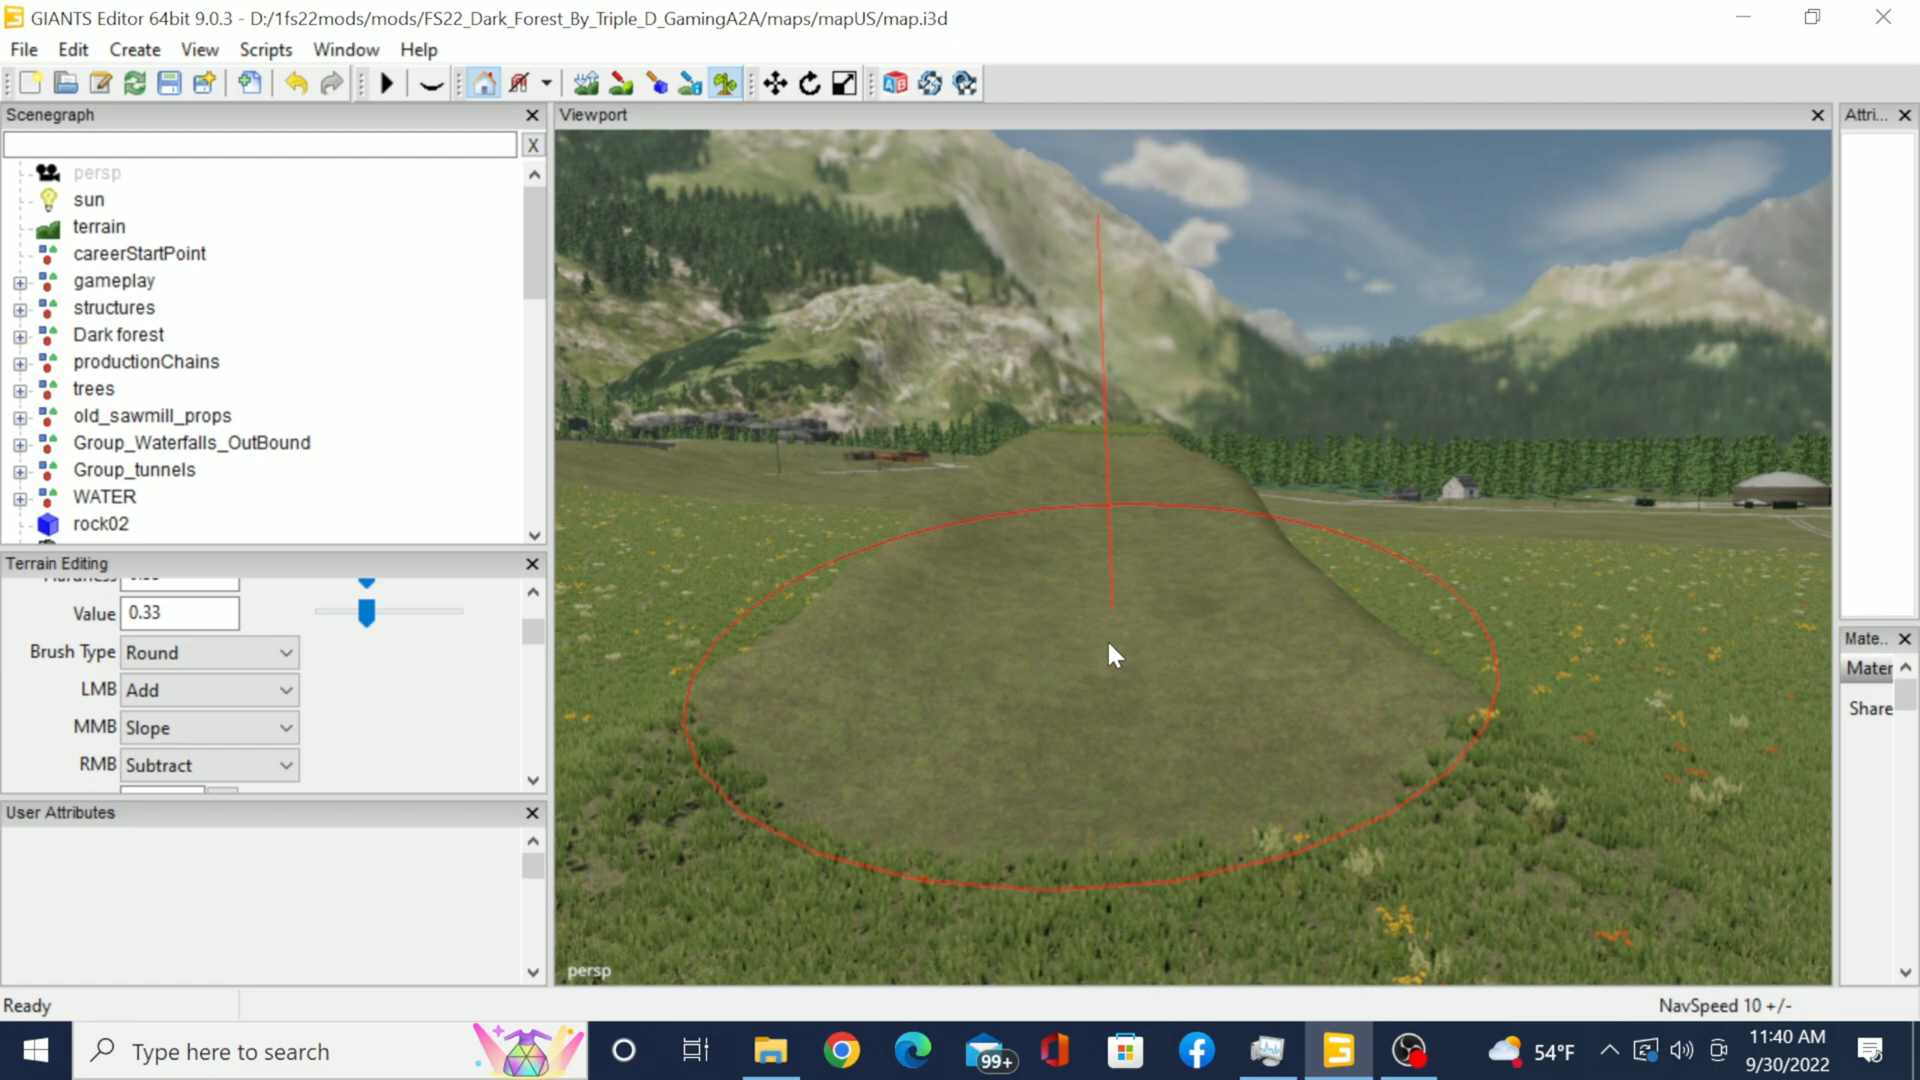 GIANTS Editor 64bit 9.0.3 - D:/1fs22mods/mods/FS22_Dark_Forest_By_Triple_D_GamingA2A/maps/mapUS/map.i3d
File Edit Create View Scripts Window Help
Scenegraph
Viewport
Attri...
X
persp
sun
terrain
careerStartPoint
gameplay
structures
Dark forest
productionChains
trees
old_sawmill_props
Group_Waterfalls_OutBound
Group_tunnels
WATER
rock02
Terrain Editing
Value 0.33
Brush Type Round
LMB Add
MMB Slope
RMB Subtract
User Attributes
Mate..
Mater
Share
persp
Ready
NavSpeed 10 +/-
Type here to search
99+
54°F
11:40 AM
9/30/2022